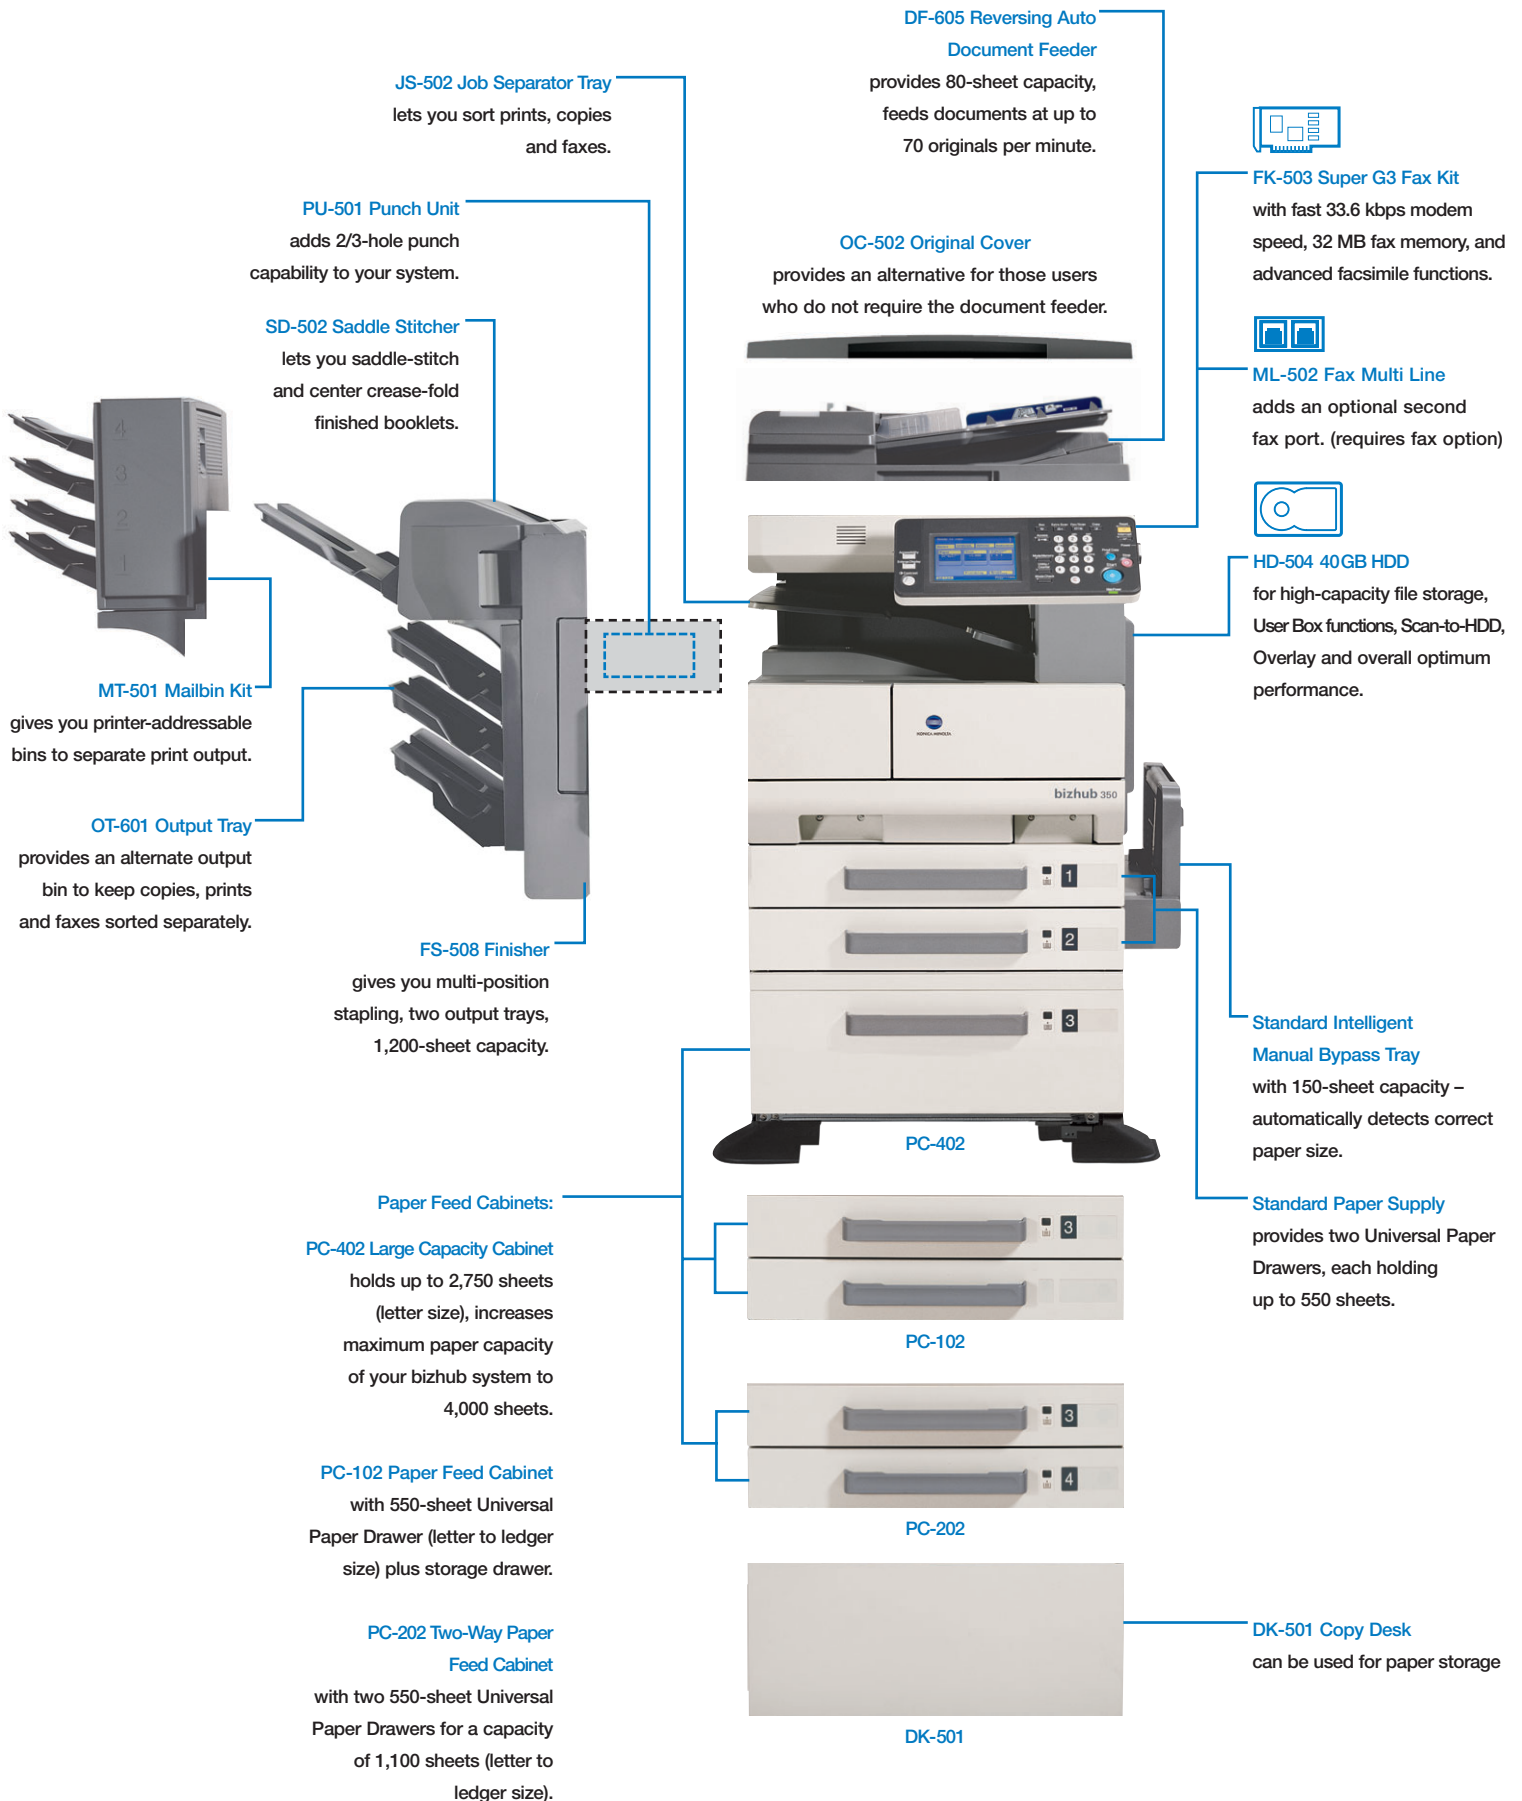 DF-605 Reversing Auto
Document Feeder
provides 80-sheet capacity,
feeds documents at up to
70 originals per minute.
JS-502 Job Separator Tray
lets you sort prints, copies
and faxes.
FK-503 Super G3 Fax Kit
with fast 33.6 kbps modem
speed, 32 MB fax memory, and
advanced facsimile functions.
PU-501 Punch Unit
adds 2/3-hole punch
capability to your system.
OC-502 Original Cover
provides an alternative for those users
who do not require the document feeder.
SD-502 Saddle Stitcher
lets you saddle-stitch
and center crease-fold
finished booklets.
ML-502 Fax Multi Line
adds an optional second
fax port. (requires fax option)
4
3
2
1
HD-504 40GB HDD
for high-capacity file storage,
User Box functions, Scan-to-HDD,
Overlay and overall optimum
performance.
MT-501 Mailbin Kit
gives you printer-addressable
bins to separate print output.
KONICA MINOLTA
bizhub 350
OT-601 Output Tray
provides an alternate output
bin to keep copies, prints
and faxes sorted separately.
1
2
3
FS-508 Finisher
gives you multi-position
stapling, two output trays,
1,200-sheet capacity.
Standard Intelligent
Manual Bypass Tray
with 150-sheet capacity –
automatically detects correct
paper size.
PC-402
Standard Paper Supply
provides two Universal Paper
Drawers, each holding
up to 550 sheets.
Paper Feed Cabinets:
PC-402 Large Capacity Cabinet
holds up to 2,750 sheets
(letter size), increases
maximum paper capacity
of your bizhub system to
4,000 sheets.
3
PC-102
PC-102 Paper Feed Cabinet
with 550-sheet Universal
Paper Drawer (letter to ledger
size) plus storage drawer.
3
4
PC-202
PC-202 Two-Way Paper
Feed Cabinet
with two 550-sheet Universal
Paper Drawers for a capacity
of 1,100 sheets (letter to
ledger size).
DK-501 Copy Desk
can be used for paper storage
DK-501